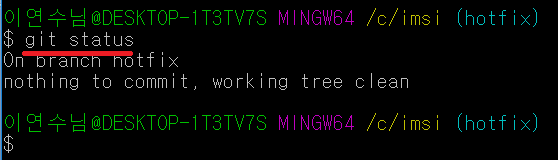 이연수님@DESKTOP-1T3TV7S MINGW64 /c/imsi (hotfix)
$ git status
On branch hotfix
nothing to commit, working tree clean
이연수님@DESKTOP-1T3TV7S MINGW64 /c/imsi (hotfix)
$